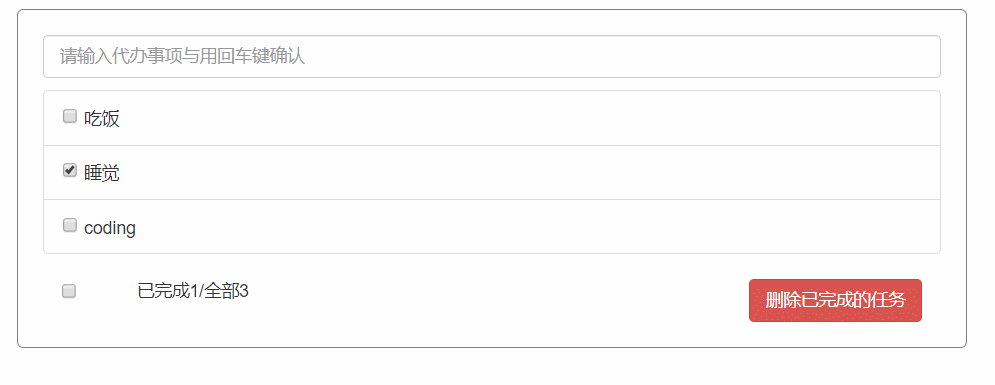 请输入代办事项与用回车键确认
吃饭
睡觉
coding
已完成1/全部3
删除已完成的任务